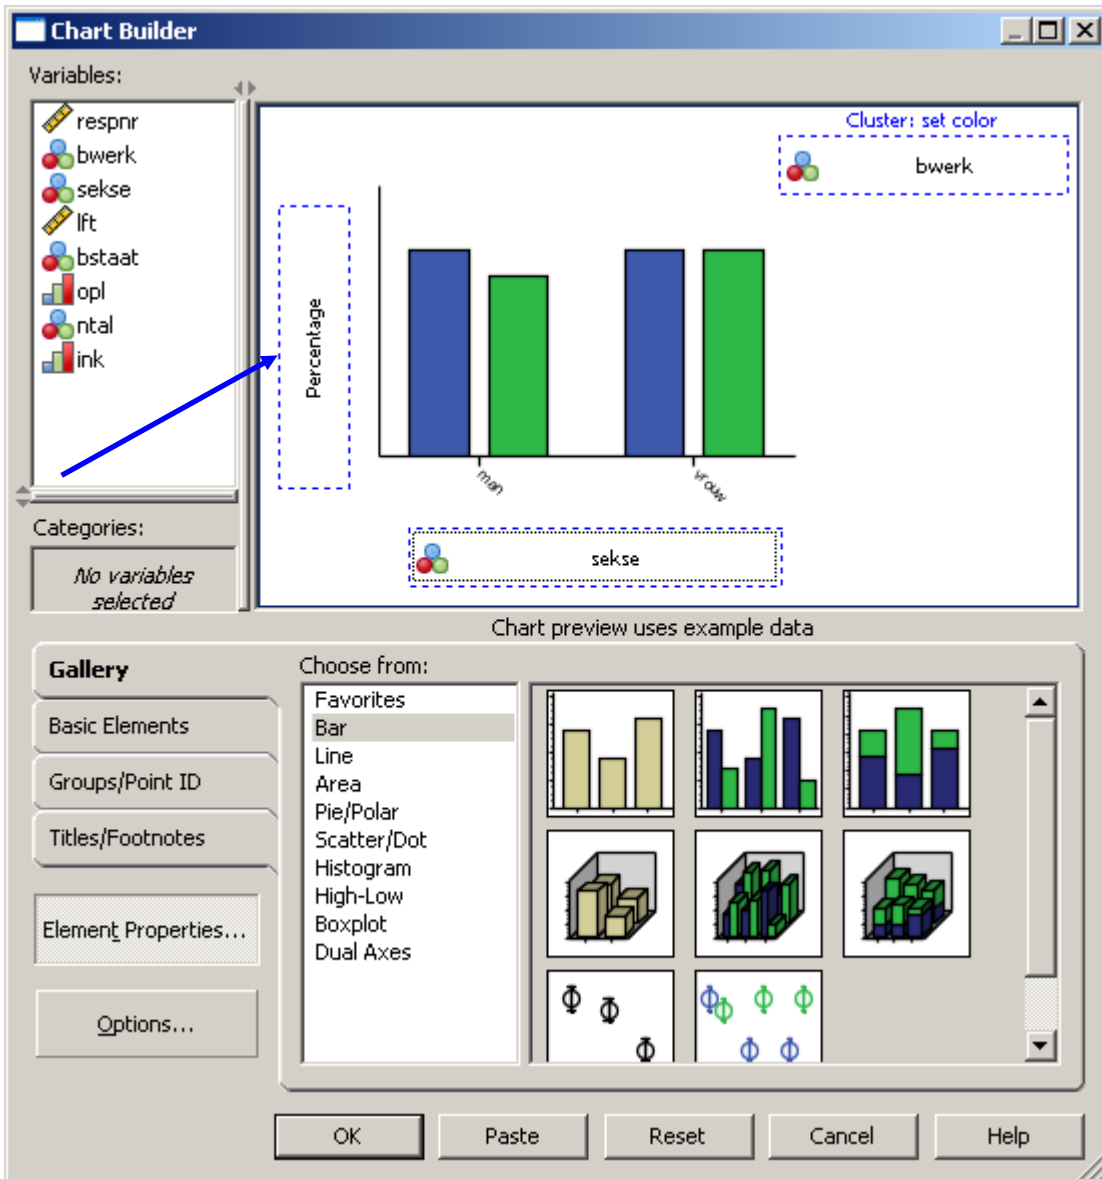 Chart Builder
Variables:
respnr
bwerk
sekse
lft
bstaat
opl
ntal
ink
Cluster: set color
bwerk
Percentage
man
vrouw
sekse
Categories:
No variables
selected
Chart preview uses example data
Gallery
Basic Elements
Groups/Point ID
Titles/Footnotes
Element Properties...
Options...
Choose from:
Favorites
Bar
Line
Area
Pie/Polar
Scatter/Dot
Histogram
High-Low
Boxplot
Dual Axes
OK
Paste
Reset
Cancel
Help